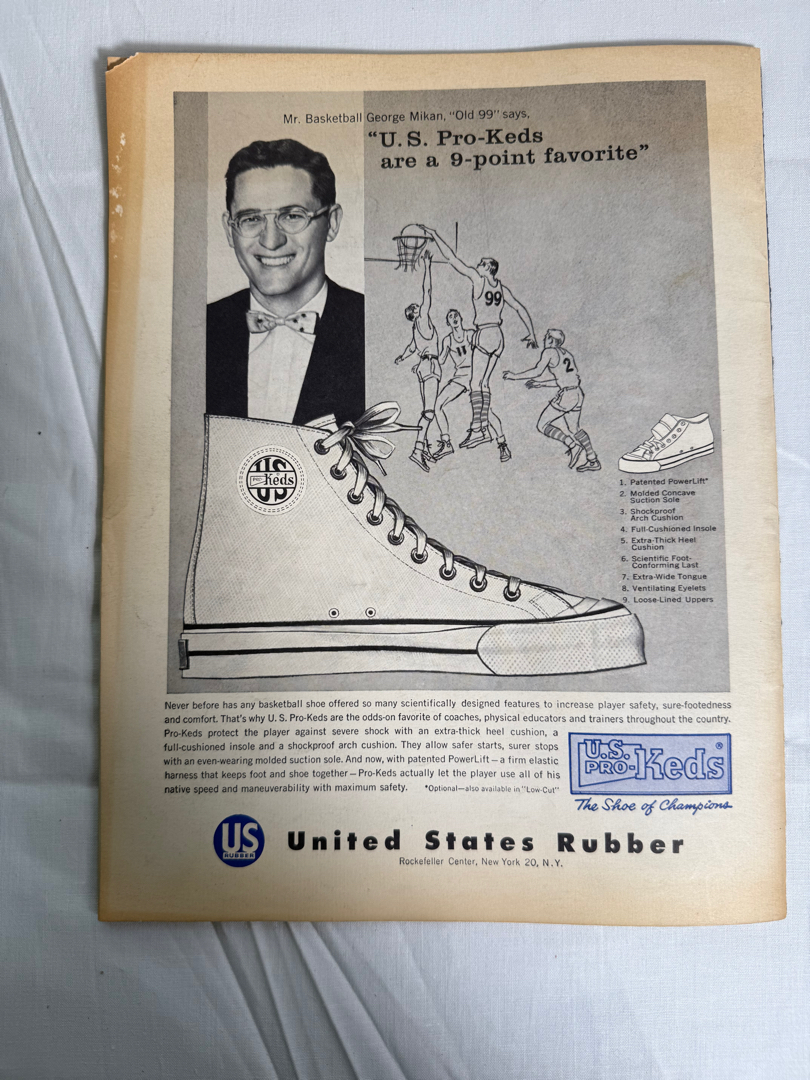 Mr. Basketball George Mikan, "Old 99" says,
"U. S. Pro-Keds
are a 9-point favorite"
99
11
2
US
PRO-Keds
1. Patented PowerLift*
2. Molded Concave
Suction Sole
3. Shockproof
Arch Cushion
4. Full-Cushioned Insole
5. Extra-Thick Heel
Cushion
6. Scientific Foot-
Conforming Last
7. Extra-Wide Tongue
8. Ventilating Eyelets
9. Loose-Lined Uppers
Never before has any basketball shoe offered so many scientifically designed features to increase player safety, sure-footedness
and comfort. That's why U. S. Pro-Keds are the odds-on favorite of coaches, physical educators and trainers throughout the country.
Pro-Keds protect the player against severe shock with an extra-thick heel cushion, a
full-cushioned insole and a shockproof arch cushion. They allow safer starts, surer stops
with an even-wearing molded suction sole. And now, with patented PowerLift—a firm elastic
harness that keeps foot and shoe together—Pro-Keds actually let the player use all of his
native speed and maneuverability with maximum safety. *Optional—also available in "Low-Cut"
U.S.
PRO-Keds®
The Shoe of Champions
US
RUBBER
United States Rubber
Rockefeller Center, New York 20, N.Y.